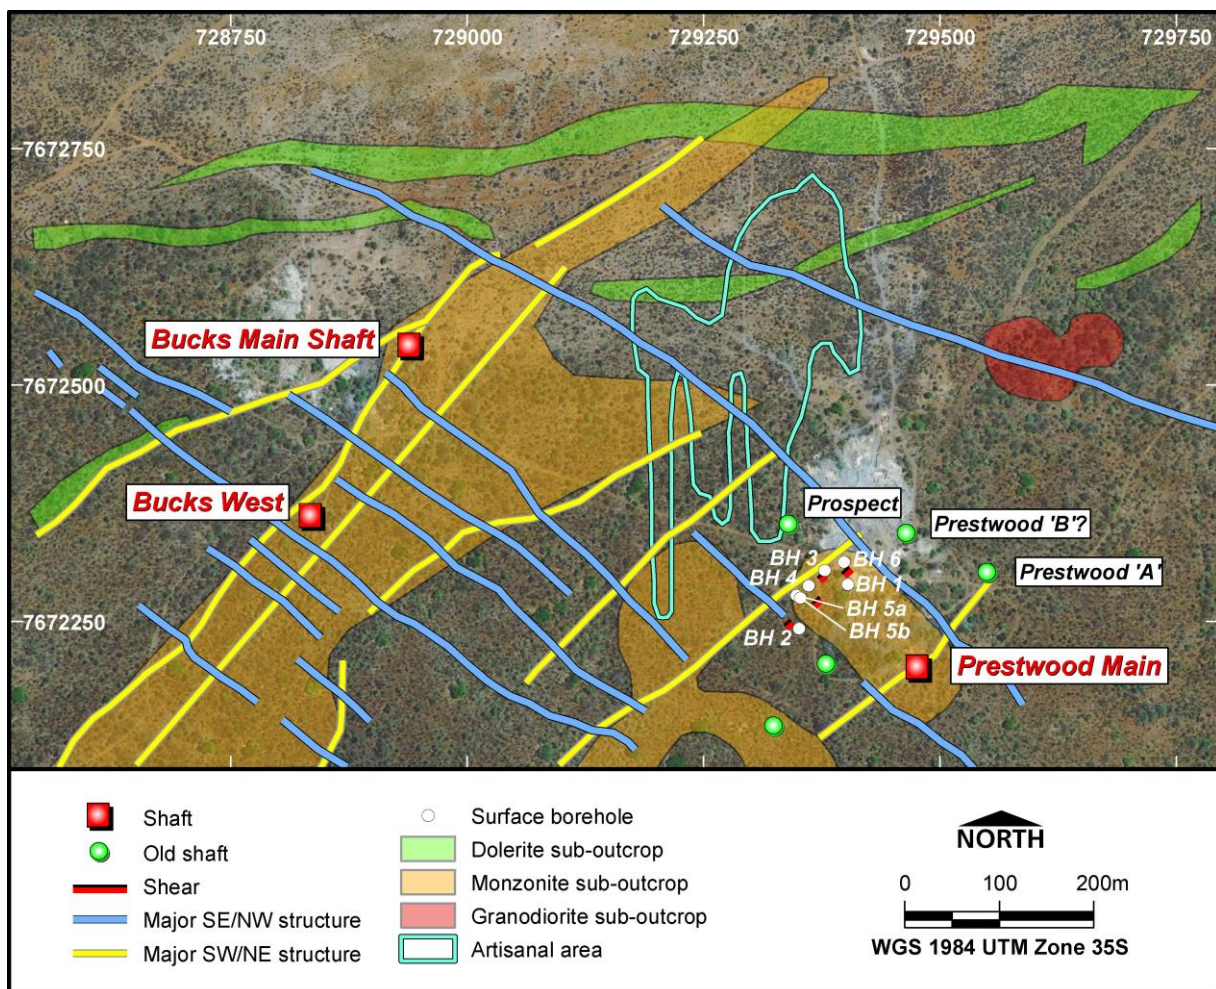 728750 729000 729250 729500 729750
7672750
Bucks Main Shaft
7672500
Bucks West
Prospect
Prestwood 'B'?
BH 3 BH 6
Prestwood 'A'
BH 4 BH 1
BH 5a
7672250
BH 2 BH 5b
Prestwood Main
Shaft
Old shaft
Shear
Major SE/NW structure
Major SW/NE structure
Surface borehole
Dolerite sub-outcrop
Monzonite sub-outcrop
Granodiorite sub-outcrop
Artisanal area
NORTH
0 100 200m
WGS 1984 UTM Zone 35S